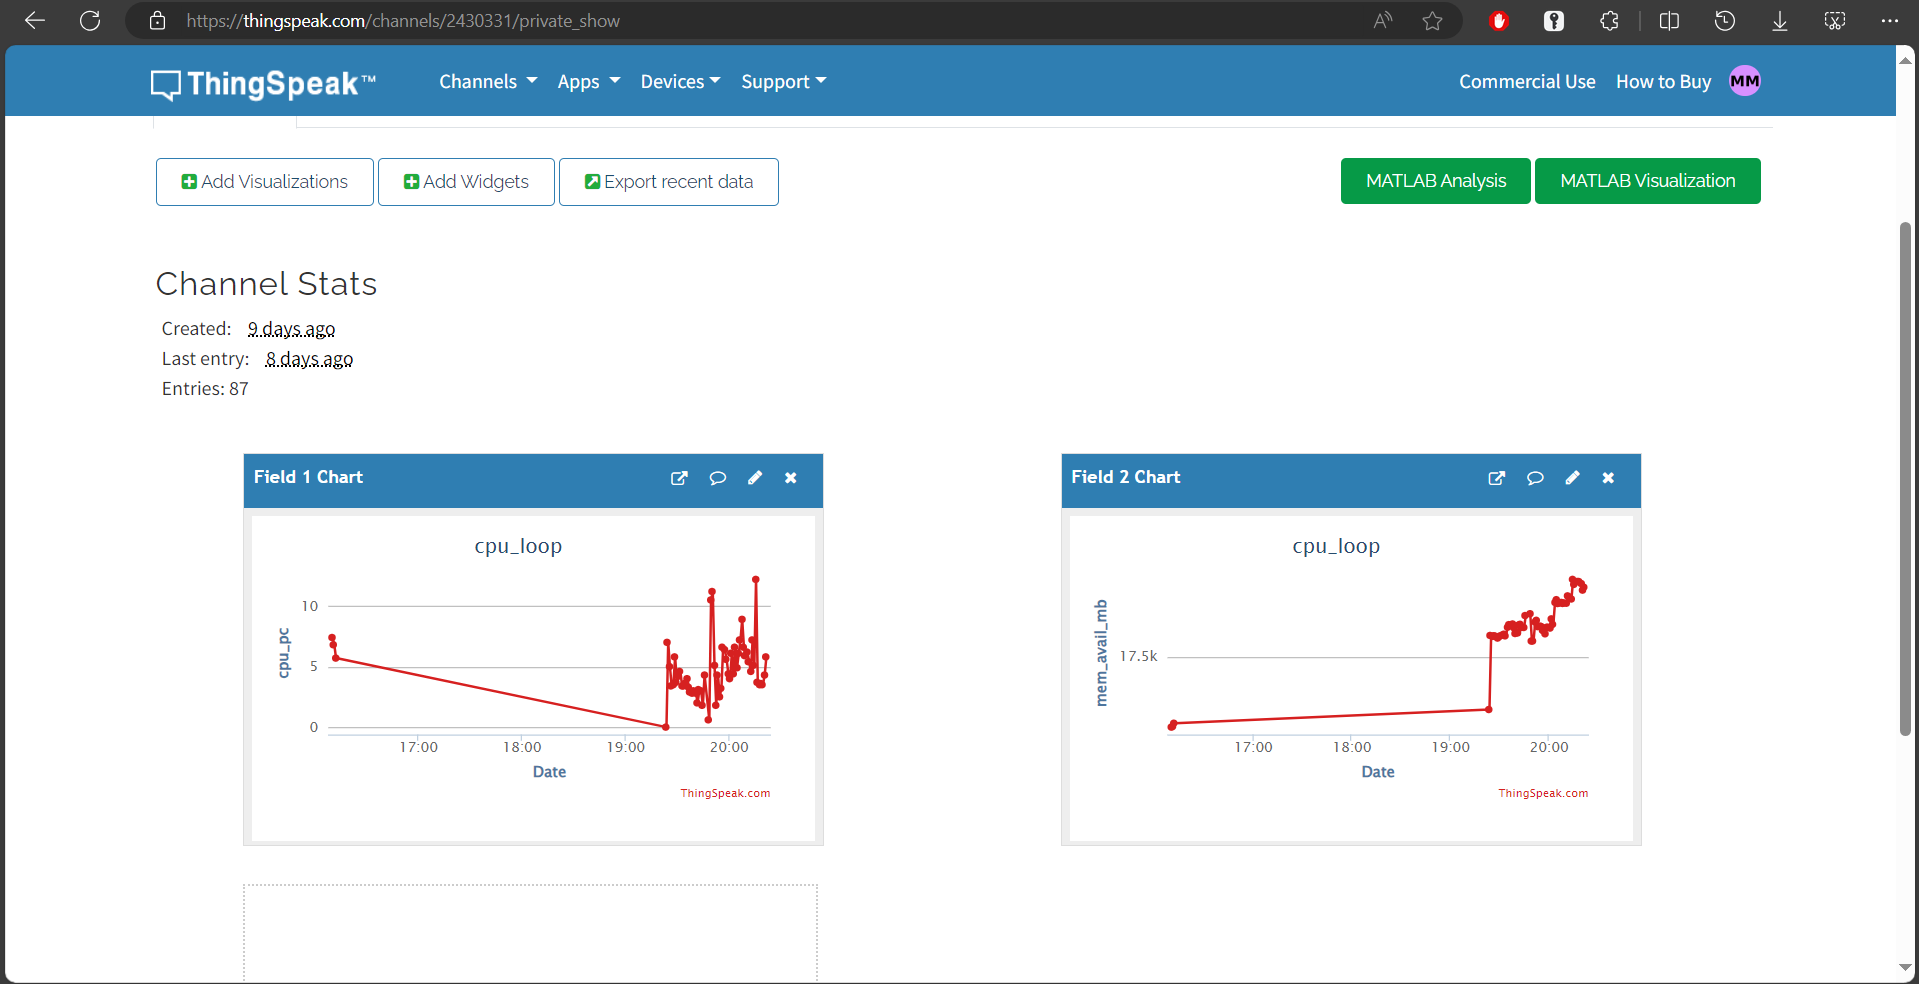 https://thingspeak.com/channels/2430331/private_show
ThingSpeak™ Channels Apps Devices Support Commercial Use How to Buy MM
Add Visualizations Add Widgets Export recent data MATLAB Analysis MATLAB Visualization
Channel Stats
Created: 9 days ago
Last entry: 8 days ago
Entries: 87
Field 1 Chart
cpu_loop
cpu_pc
10
5
0
17:00 18:00 19:00 20:00
Date
ThingSpeak.com
Field 2 Chart
cpu_loop
mem_avail_mb
17.5k
17:00 18:00 19:00 20:00
Date
ThingSpeak.com